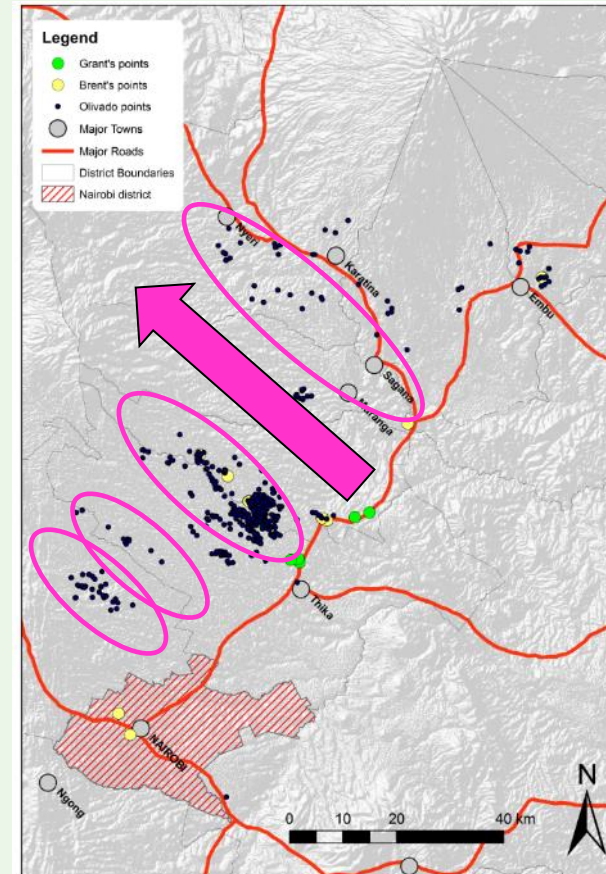 Legend
Grant's points
Brent's points
Olivado points
Major Towns
Major Roads
District Boundaries
Nairobi district
Nyeri
Karatina
Embu
Sagana
Muranga
Thika
NAIROBI
Ngong
N
0 10 20 40 km